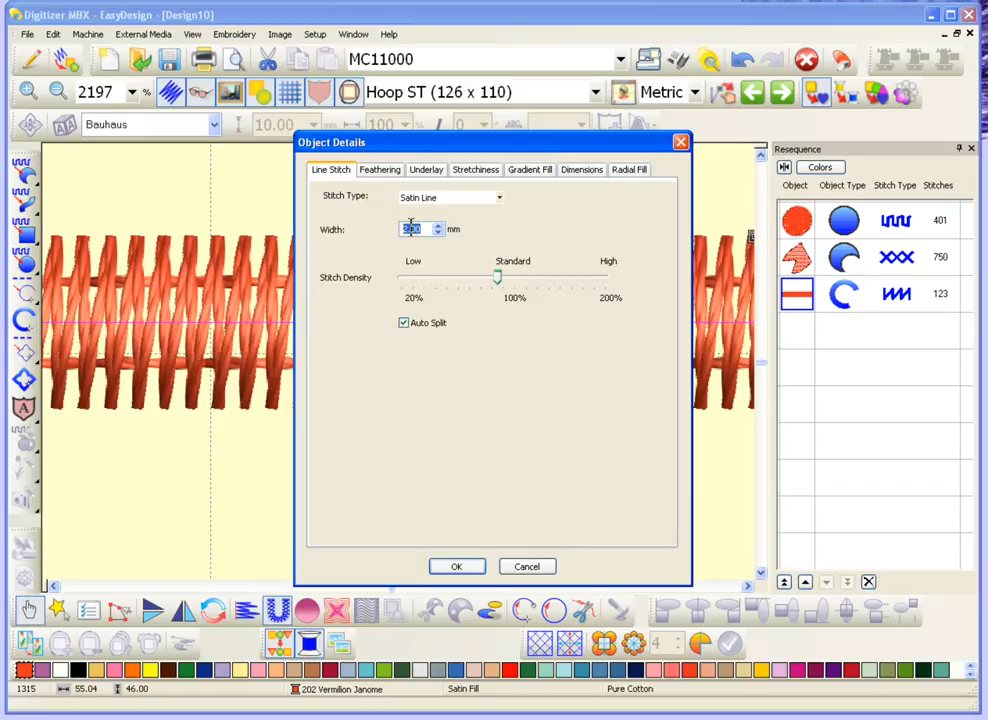 Digitizer MBX - EasyDesign - [Design10]
File Edit Machine External Media View Embroidery Image Setup Window Help
MC11000
2197 % Hoop ST (126 x 110) Metric
Bauhaus 10.00 100 % 0 ABC
Object Details
Line Stitch Feathering Underlay Stretchiness Gradient Fill Dimensions Radial Fill
Stitch Type: Satin Line
Width: 2.00 mm
Low Standard High
Stitch Density
20% 100% 200%
Auto Split
OK Cancel
Resequence
Colors
Object Object Type Stitch Type Stitches
401
750
123
4
1315 55.04 46.00 202 Vermilion Janome Satin Fill Pure Cotton